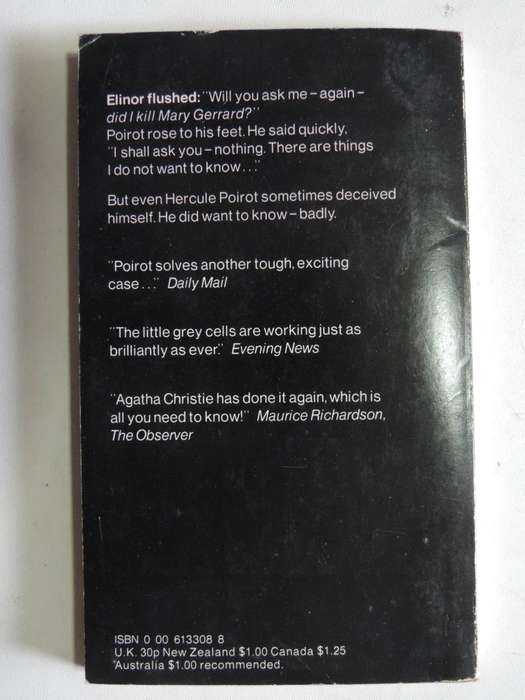 Elinor flushed: "Will you ask me – again –
did I kill Mary Gerrard?"
Poirot rose to his feet. He said quickly,
"I shall ask you – nothing. There are things
I do not want to know..."
But even Hercule Poirot sometimes deceived
himself. He did want to know – badly.
"Poirot solves another tough, exciting
case..." Daily Mail
"The little grey cells are working just as
brilliantly as ever." Evening News
"Agatha Christie has done it again, which is
all you need to know!" Maurice Richardson,
The Observer
ISBN 0 00 613308 8
U.K. 30p New Zealand $1.00 Canada $1.25
*Australia $1.00 recommended.